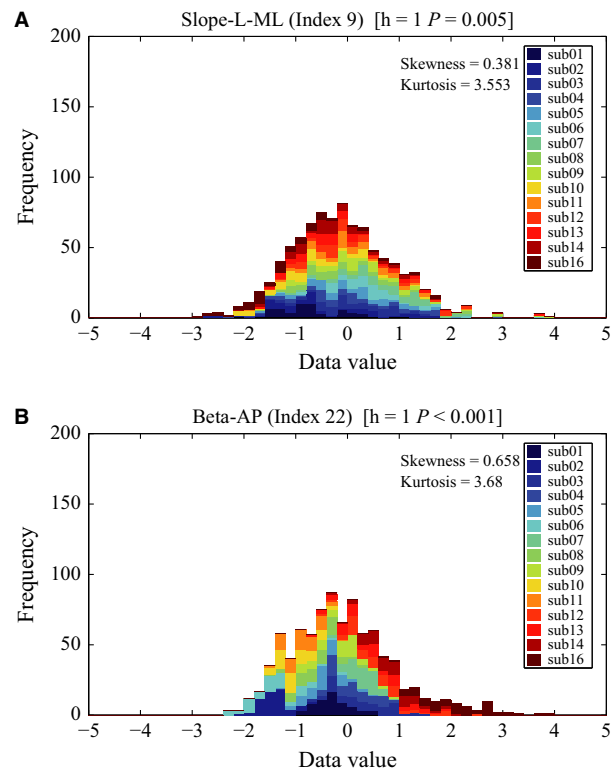 A
Slope-L-ML (Index 9) [h = 1 P = 0.005]
200
150
100
50
0
Frequency
Skewness = 0.381
Kurtosis = 3.553
sub01
sub02
sub03
sub04
sub05
sub06
sub07
sub08
sub09
sub10
sub11
sub12
sub13
sub14
sub16
−5 −4 −3 −2 −1 0 1 2 3 4 5
Data value
B
Beta-AP (Index 22) [h = 1 P < 0.001]
200
150
100
50
0
Frequency
Skewness = 0.658
Kurtosis = 3.68
sub01
sub02
sub03
sub04
sub05
sub06
sub07
sub08
sub09
sub10
sub11
sub12
sub13
sub14
sub16
−5 −4 −3 −2 −1 0 1 2 3 4 5
Data value